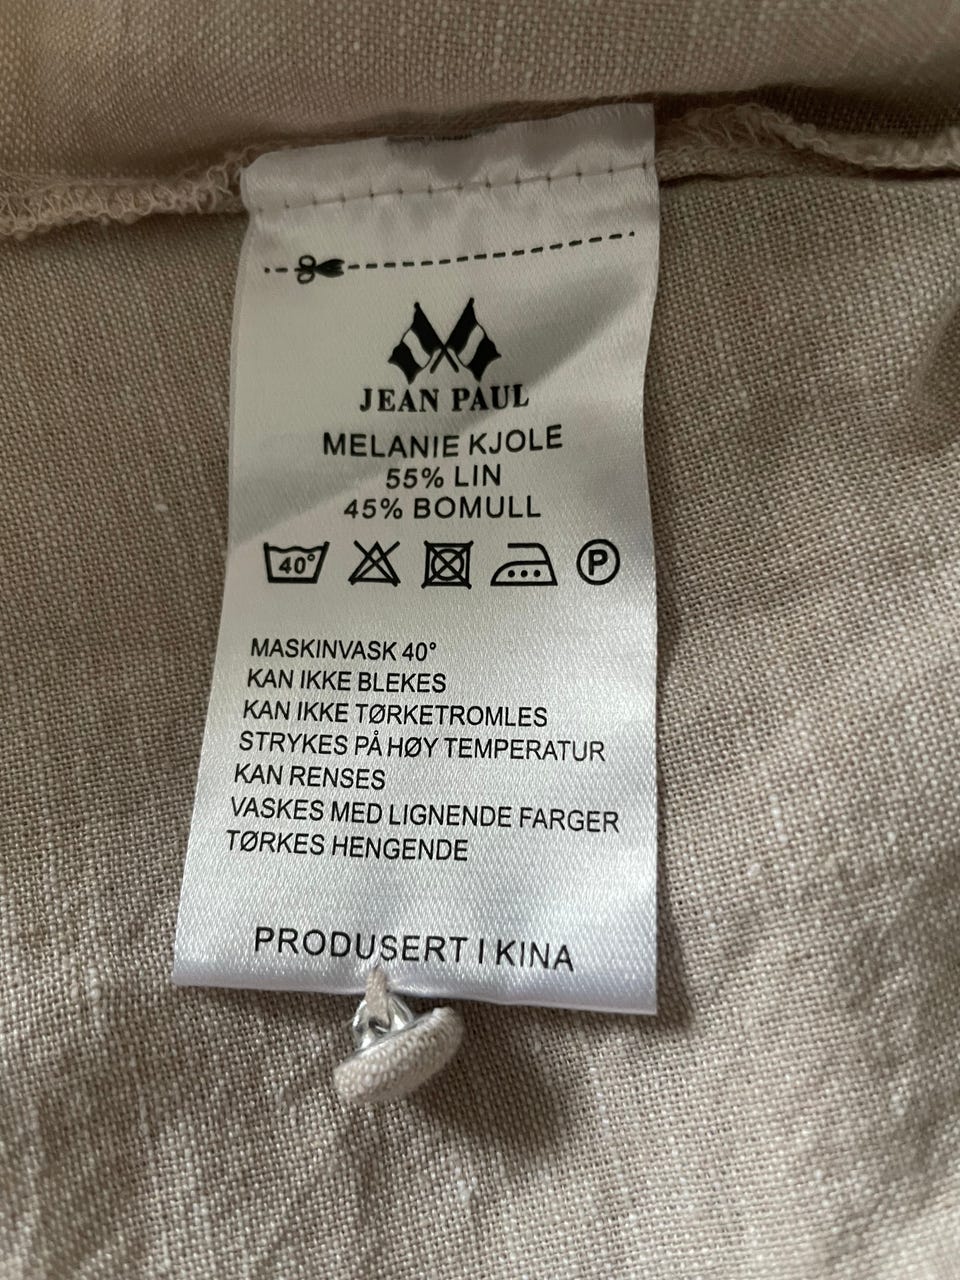 JEAN PAUL
MELANIE KJOLE
55% LIN
45% BOMULL
40° P
MASKINVASK 40°
KAN IKKE BLEKES
KAN IKKE TØRKETROMLES
STRYKES PÅ HØY TEMPERATUR
KAN RENSES
VASKES MED LIGNENDE FARGER
TØRKES HENGENDE
PRODUSERT I KINA